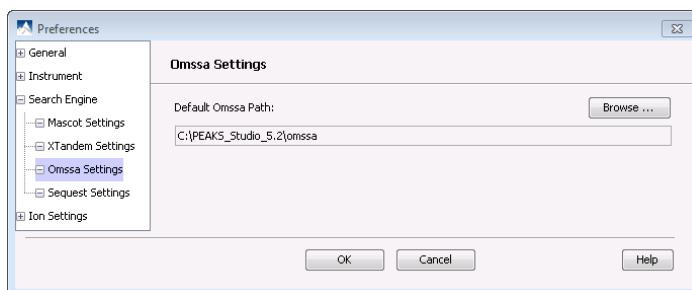 Preferences
General
Instrument
Search Engine
Mascot Settings
XTandem Settings
Omssa Settings
Sequest Settings
Ion Settings
Omssa Settings
Default Omssa Path:
Browse ...
C:\PEAKS_Studio_5.2\omssa
OK
Cancel
Help